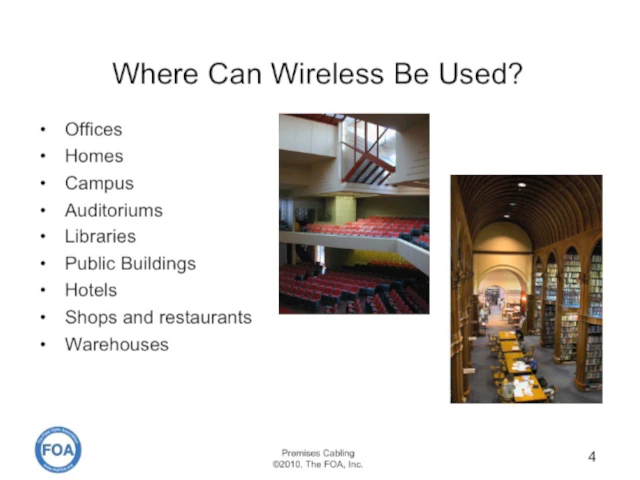 Where Can Wireless Be Used?
• Offices
• Homes
• Campus
• Auditoriums
• Libraries
• Public Buildings
• Hotels
• Shops and restaurants
• Warehouses
FOA
Premises Cabling
©2010, The FOA, Inc.
4